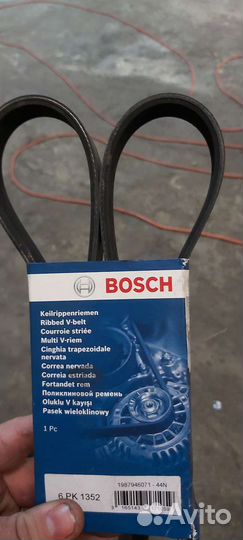 BOSCH
Keilrippenriemen
Ribbed V-belt
Courroie striée
Multi V-riem
Cinghia trapezoidale
nervata
Correa nervada
Correia estriada
Fortandet rem
Поликлиновой ремень
Oluklu V kayışı
Pasek wieloklinowy
1 Pc
1987946071 - 44N
6 PK 1352
Avito